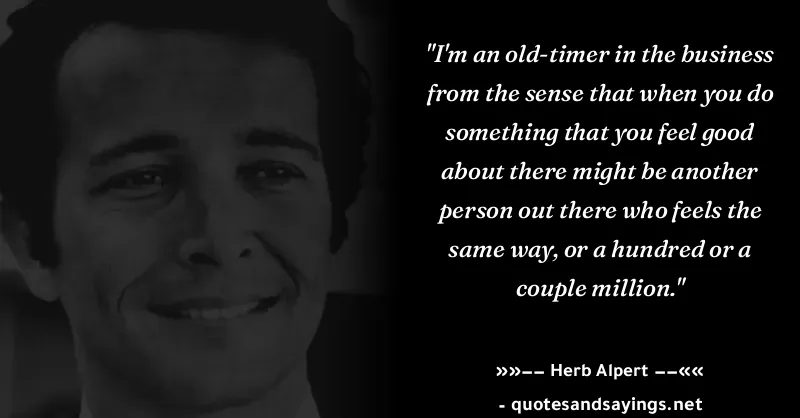 "I'm an old-timer in the business
from the sense that when you do
something that you feel good
about there might be another
person out there who feels the
same way, or a hundred or a
couple million."
»»−− Herb Alpert −−««
- quotesandsayings.net